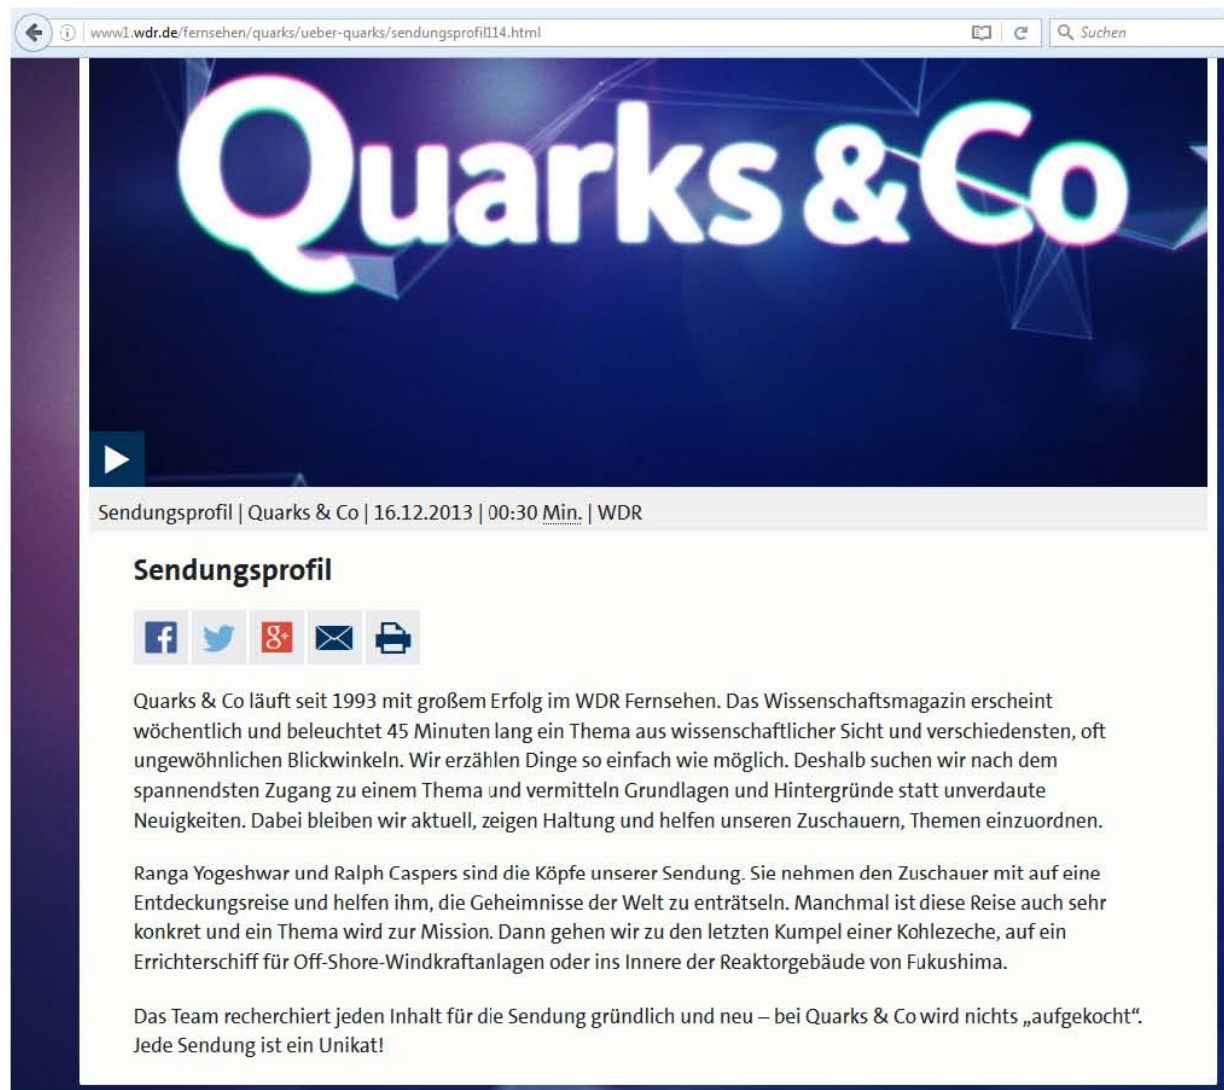 www1.wdr.de/fernsehen/quarks/ueber-quarks/sendungsprofil114.html
Suchen
Quarks & Co
Sendungsprofil | Quarks & Co | 16.12.2013 | 00:30 Min. | WDR
Sendungsprofil
Quarks & Co läuft seit 1993 mit großem Erfolg im WDR Fernsehen. Das Wissenschaftsmagazin erscheint
wöchentlich und beleuchtet 45 Minuten lang ein Thema aus wissenschaftlicher Sicht und verschiedensten, oft
ungewöhnlichen Blickwinkeln. Wir erzählen Dinge so einfach wie möglich. Deshalb suchen wir nach dem
spannendsten Zugang zu einem Thema und vermitteln Grundlagen und Hintergründe statt unverdaute
Neuigkeiten. Dabei bleiben wir aktuell, zeigen Haltung und helfen unseren Zuschauern, Themen einzuordnen.
Ranga Yogeshwar und Ralph Caspers sind die Köpfe unserer Sendung. Sie nehmen den Zuschauer mit auf eine
Entdeckungsreise und helfen ihm, die Geheimnisse der Welt zu enträtseln. Manchmal ist diese Reise auch sehr
konkret und ein Thema wird zur Mission. Dann gehen wir zu den letzten Kumpel einer Kohlezeche, auf ein
Errichterschiff für Off-Shore-Windkraftanlagen oder ins Innere der Reaktorgebäude von Fukushima.
Das Team recherchiert jeden Inhalt für die Sendung gründlich und neu – bei Quarks & Co wird nichts „aufgekocht“.
Jede Sendung ist ein Unikat!